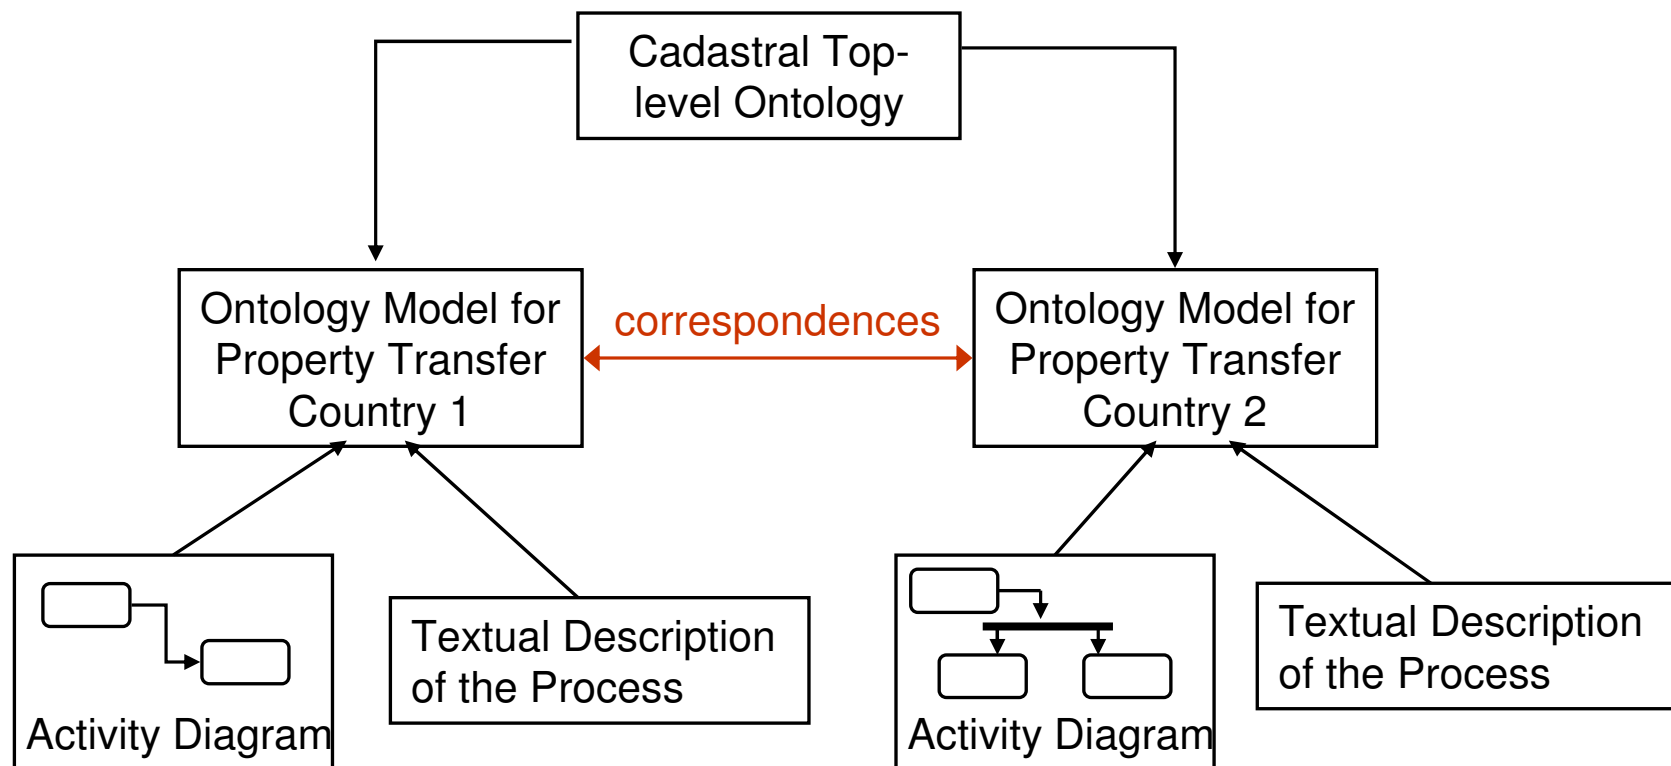 Cadastral Top-
level Ontology
Ontology Model for
Property Transfer
Country 1
correspondences
Ontology Model for
Property Transfer
Country 2
Activity Diagram
Textual Description
of the Process
Activity Diagram
Textual Description
of the Process